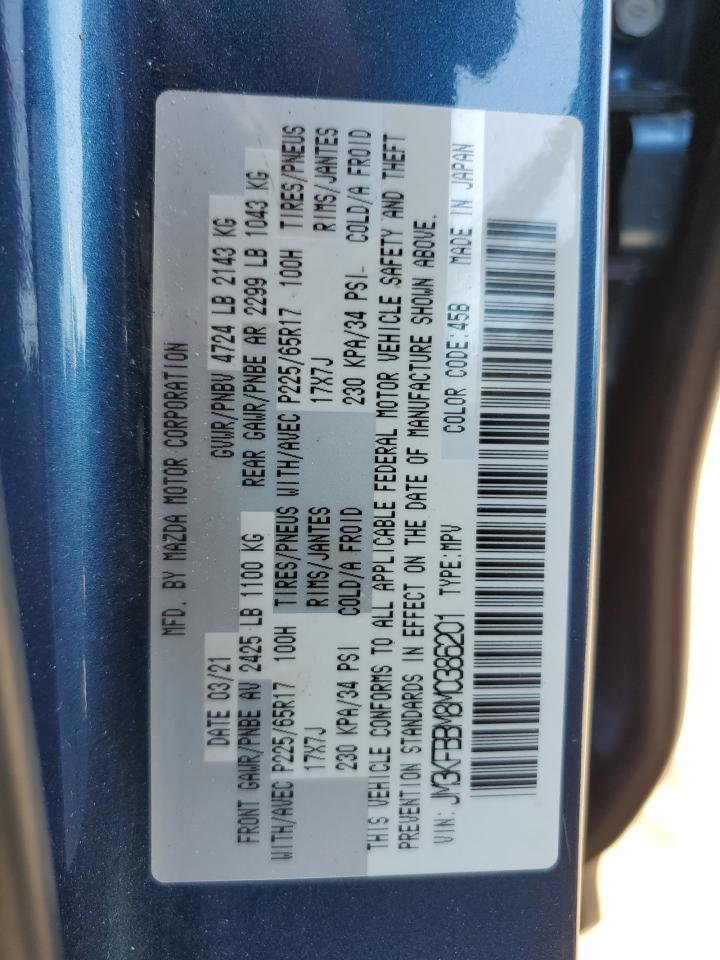 MFD. BY MAZDA MOTOR CORPORATION
DATE 03/21 GVWR/PNBV 4724 LB 2143 KG
FRONT GAWR/PNBE AV 2425 LB 1100 KG REAR GAWR/PNBE AR 2299 LB 1043 KG
WITH/AVEC P225/65R17 100H TIRES/PNEUS WITH/AVEC P225/65R17 100H TIRES/PNEUS
17X7J RIMS/JANTES 17X7J RIMS/JANTES
230 KPA/34 PSI COLD/A FROID 230 KPA/34 PSI COLD/A FROID
THIS VEHICLE CONFORMS TO ALL APPLICABLE FEDERAL MOTOR VEHICLE SAFETY AND THEFT
PREVENTION STANDARDS IN EFFECT ON THE DATE OF MANUFACTURE SHOWN ABOVE.
VIN: JM3KFBBM8M0386201 TYPE:MPV COLOR CODE:45B MADE IN JAPAN